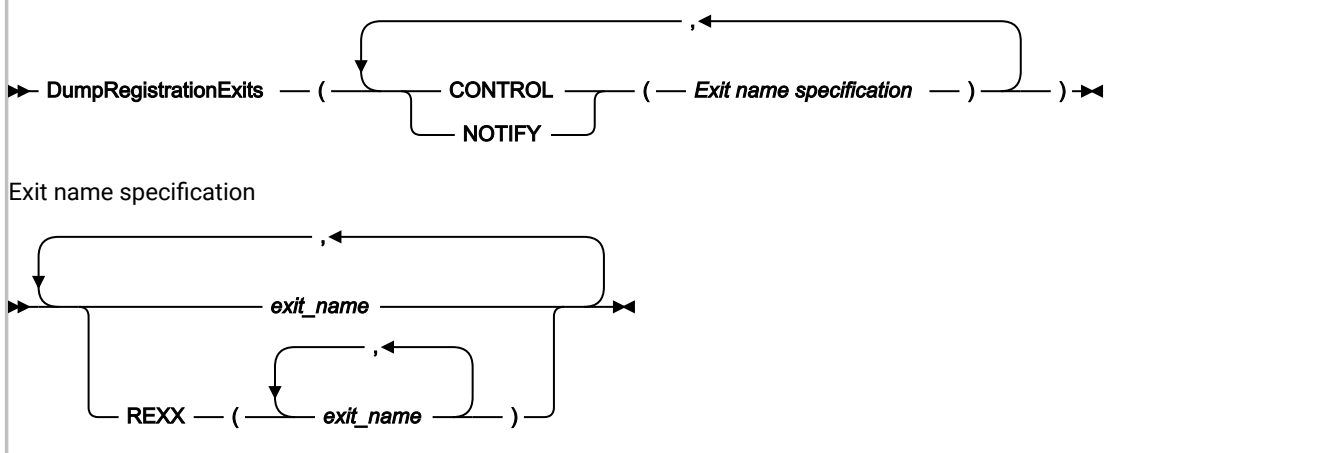 ,
DumpRegistrationExits ( CONTROL ( Exit name specification ) )
NOTIFY
Exit name specification
,
exit_name
,
REXX ( exit_name )